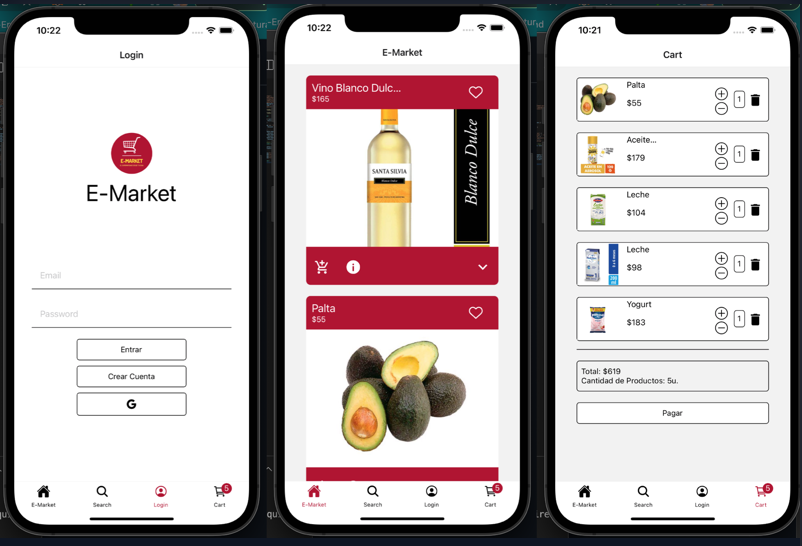 10:22
Login
E-MARKET
E-Market
Email
Password
Entrar
Crear Cuenta
G
E-Market
Search
Login
Cart
5
10:22
E-Market
Vino Blanco Dulc...
$165
SANTA SILVIA
Blanco Dulce
Palta
$55
E-Market
Search
Login
Cart
5
10:21
Cart
Palta
$55
1
Aceite...
$179
1
Leche
$104
1
Leche
$98
1
Yogurt
$183
1
Total: $619
Cantidad de Productos: 5u.
Pagar
E-Market
Search
Login
Cart
5